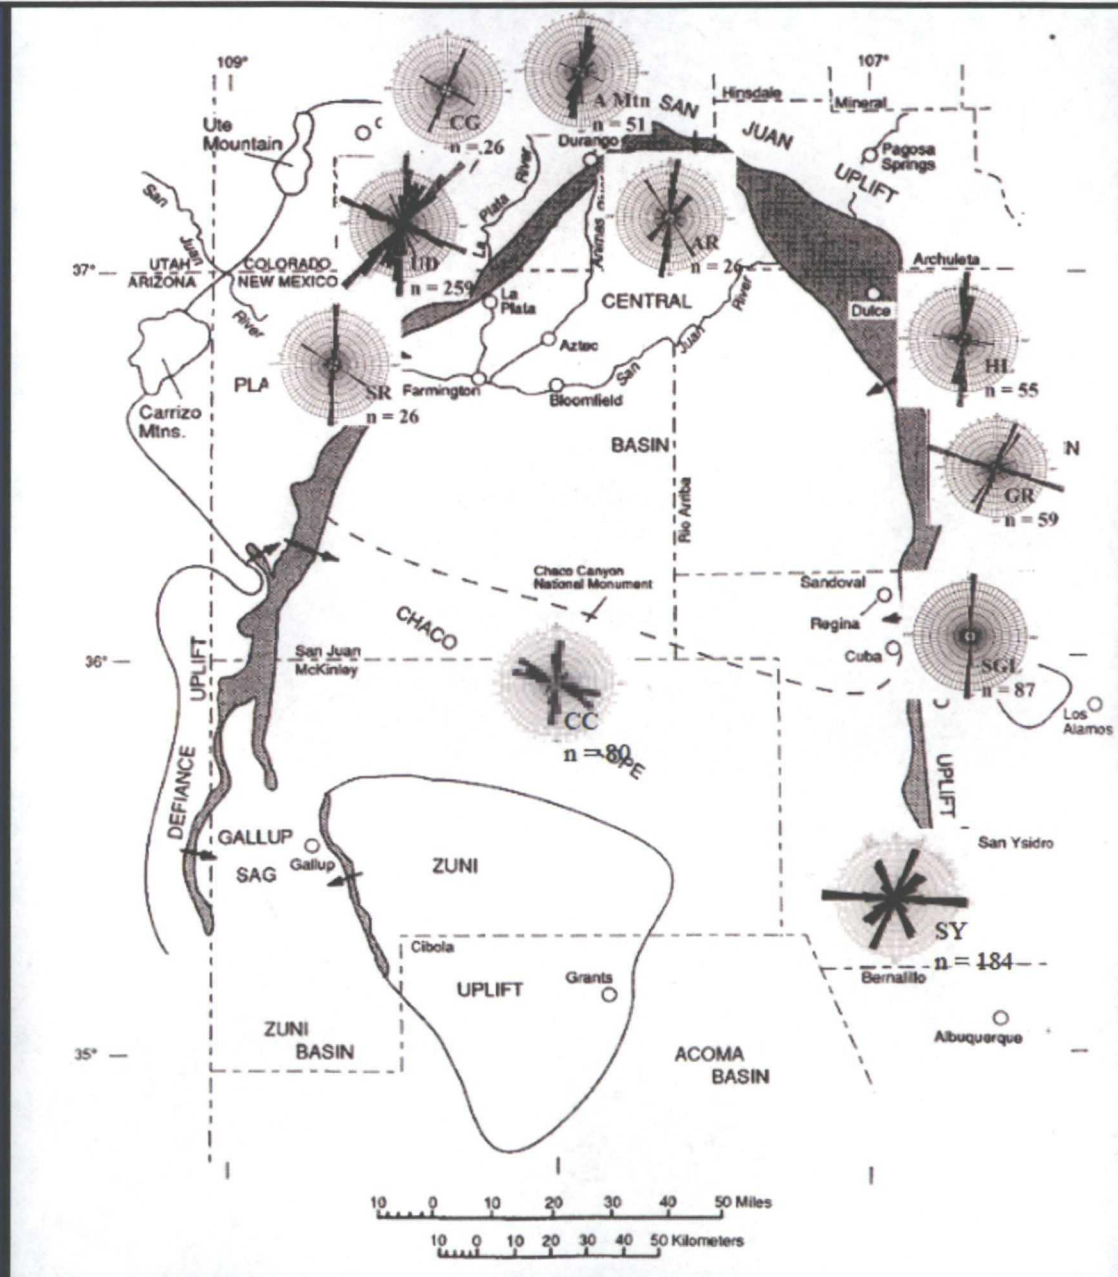 109°
107°
Hinsdale
Mineral
A Mtn
n = 51
SAN
JUAN
UPLIFT
CG
n = 26
Ute
Mountain
Durango
Pagosa
Springs
San
Juan
River
La
Plata
River
Animas
UD
n = 259
AR
n = 26
37°
UTAH
COLORADO
ARIZONA
NEW MEXICO
Archuleta
La
Plata
CENTRAL
River
Dulce
Aztec
Juan
San
HL
n = 55
SR
n = 26
PLA
Farmington
Bloomfield
Carrizo
Mtns.
BASIN
N
GR
n = 59
Rio Arriba
Chaco Canyon
National Monument
Sandoval
Regina
CHACO
San Juan
McKinley
36°
Cuba
SGL
n = 87
Los
Alamos
CC
n = 80
OPE
DEFIANCE
UPLIFT
C
UPLIFT
GALLUP
SAG
Gallup
ZUNI
San Ysidro
SY
n = 184
Cibola
Bernalillo
UPLIFT
Grants
Albuquerque
ZUNI
BASIN
35°
ACOMA
BASIN
10 0 10 20 30 40 50 Miles
10 0 10 20 30 40 50 Kilometers